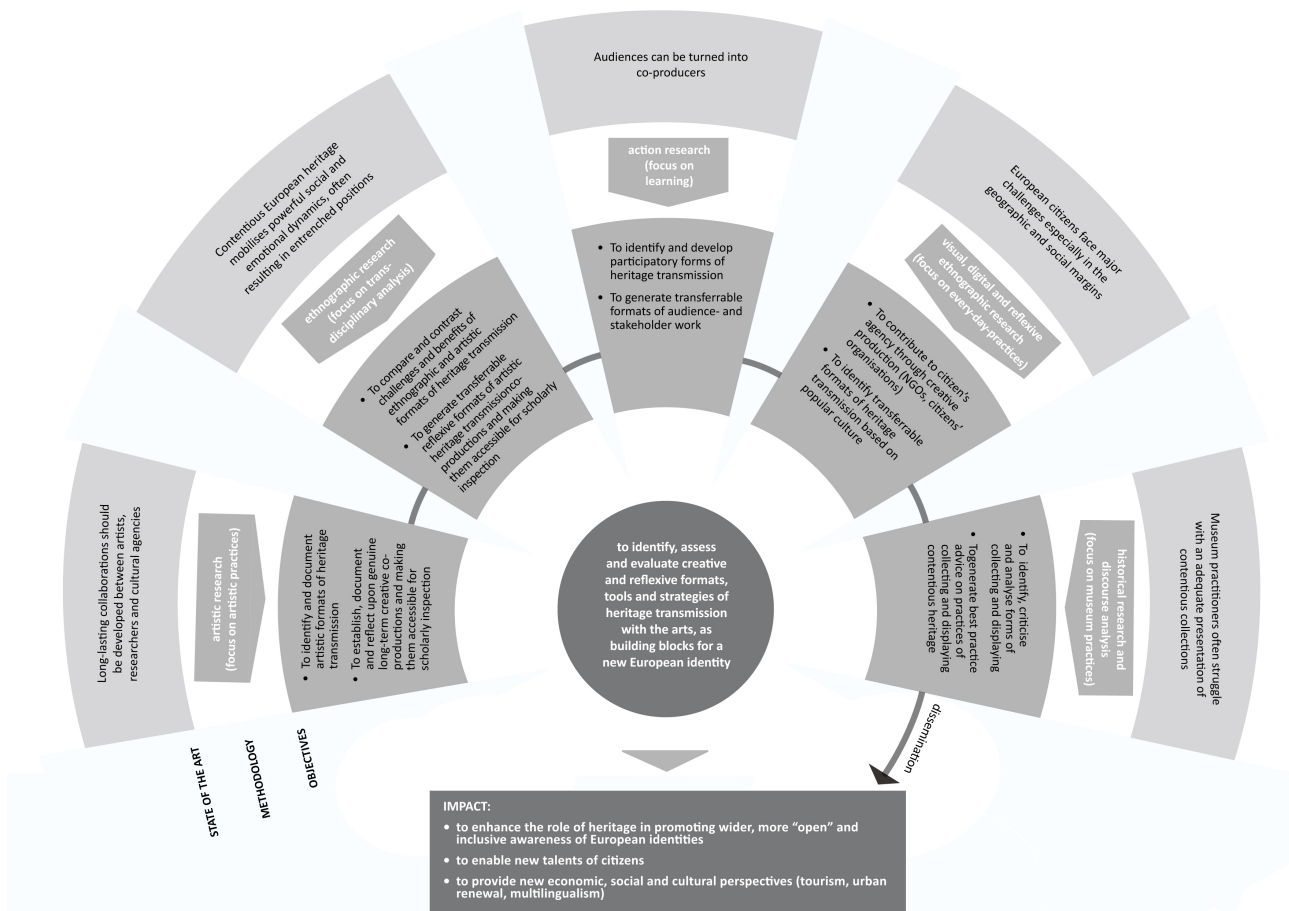 Long-lasting collaborations should
be developed between artists,
researchers and cultural agencies
artistic research
(focus on artistic practices)
• To identify and document
artistic formats of heritage
transmission
• To establish, document
and reflect upon genuine
long-term creative co-
productions and making
them accessible for
scholarly inspection
Contentious European heritage
mobilises powerful social and
emotional dynamics, often
resulting in entrenched positions
ethnographic research
(focus on trans-
disciplinary analysis)
• To compare and contrast
challenges and benefits of
ethnographic and artistic
formats of heritage transmission
• To generate transferrable
reflexive formats of artistic
heritage transmissionco-
productions and making
them accessible for scholarly
inspection
Audiences can be turned into
co-producers
action research
(focus on
learning)
• To identify and develop
participatory forms of
heritage transmission
• To generate transferrable
formats of audience- and
stakeholder work
European citizens face major
challenges especially in the
geographic and social margins
visual, digital and reflexive
ethnographic research
(focus on every-day-practices)
• To contribute to citizen’s
agency through creative
production (NGOs, citizens’
organisations)
• To identify transferrable
formats of heritage
transmission based on
popular culture
Museum practitioners often struggle
with an adequate presentation of
contentious collections
historical research and
discourse analysis
(focus on museum practices)
• To identify, criticise
and analyse forms of
collecting and displaying
• Togenerate best practice
advice on practices of
collecting and displaying
contentious heritage
to identify, assess
and evaluate creative
and reflexive formats,
tools and strategies of
heritage transmission
with the arts, as
building blocks for a
new European identity
STATE OF THE ART
METHODOLOGY
OBJECTIVES
dissemination
IMPACT:
• to enhance the role of heritage in promoting wider, more “open” and
inclusive awareness of European identities
• to enable new talents of citizens
• to provide new economic, social and cultural perspectives (tourism, urban
renewal, multilingualism)